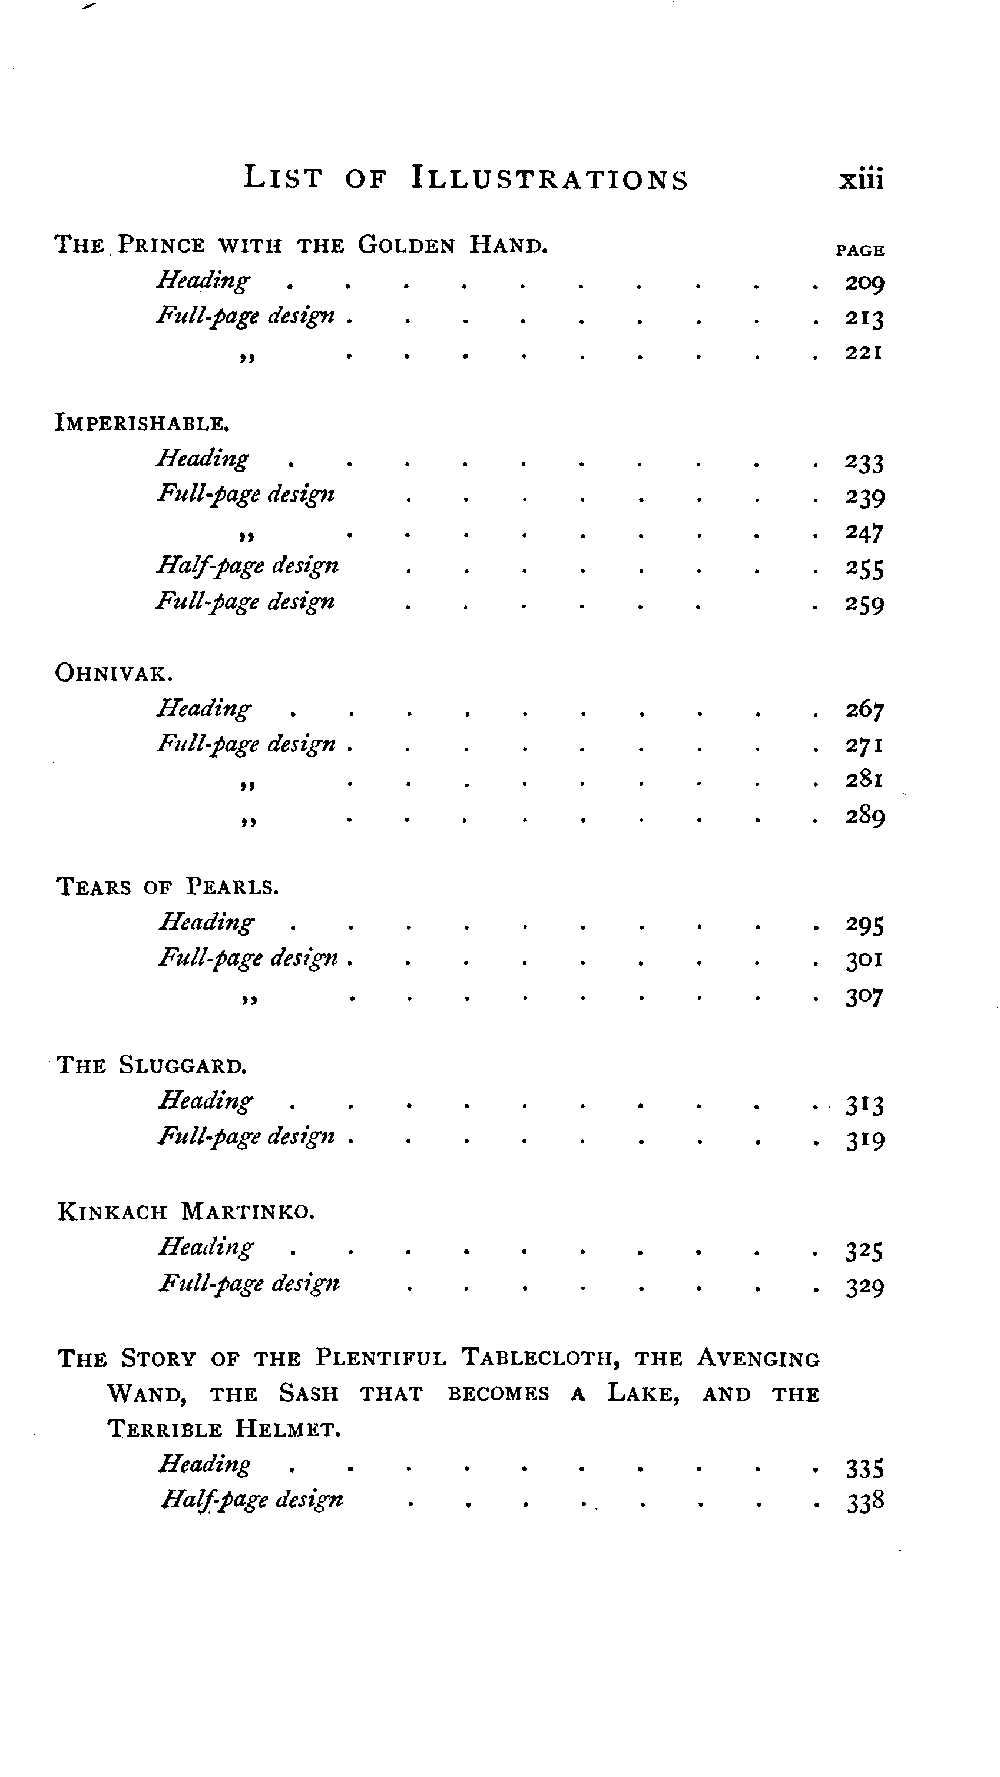 List of Illustrations xiii
The Prince with the Golden Hand. PAGE
Heading . . . . . . . . . . 209
Full-page design . . . . . . . . . 213
„ . . . . . . . . . 221
Imperishable.
Heading . . . . . . . . . . 233
Full-page design . . . . . . . . 239
„ . . . . . . . . . 247
Half-page design . . . . . . . . 255
Full-page design . . . . . . . 259
Ohnivak.
Heading . . . . . . . . . . 267
Full-page design . . . . . . . . . 271
„ . . . . . . . . . 281
„ . . . . . . . . . 289
Tears of Pearls.
Heading . . . . . . . . . . 295
Full-page design . . . . . . . . . 301
„ . . . . . . . . . 307
The Sluggard.
Heading . . . . . . . . . . 313
Full-page design . . . . . . . . . 319
Kinkach Martinko.
Heading . . . . . . . . . . 325
Full-page design . . . . . . . . 329
The Story of the Plentiful Tablecloth, the Avenging
Wand, the Sash that becomes a Lake, and the
Terrible Helmet.
Heading . . . . . . . . . . 335
Half-page design . . . . . . . . 338